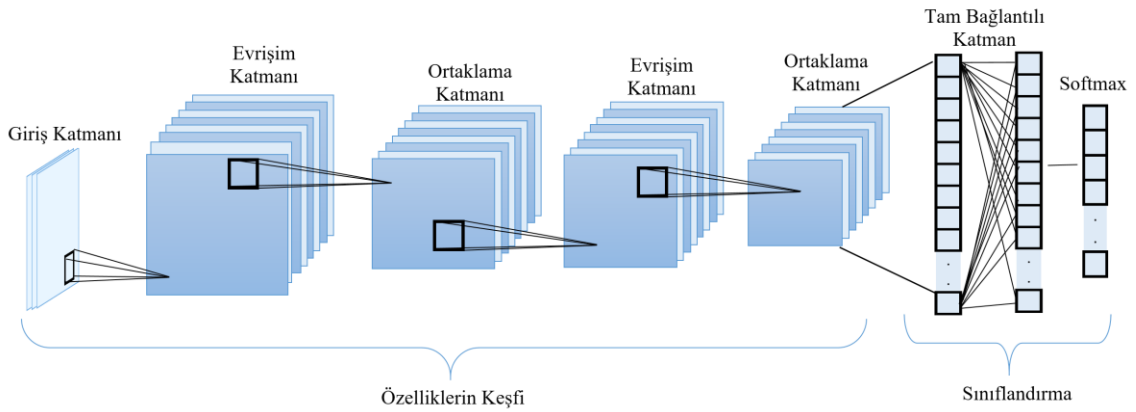 Giriş Katmanı
Evrişim
Katmanı
Ortaklama
Katmanı
Evrişim
Katmanı
Ortaklama
Katmanı
Tam Bağlantılı
Katman
Softmax
Özelliklerin Keşfi
Sınıflandırma